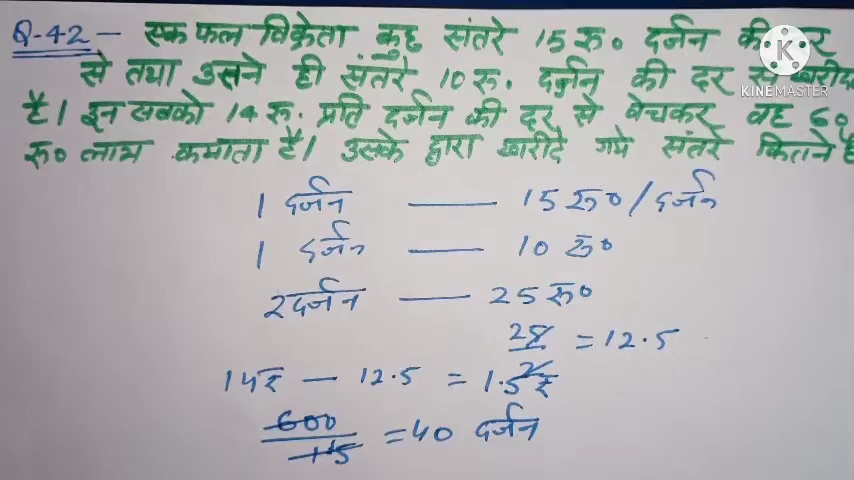 Q-42 - एक फल विक्रेता कुछ संतरे 15 रू० दर्जन की
से तथा उसने ही संतरे 10 रू. दर्जन की दर से खरीदे
है। इन सबको 14 रू. प्रति दर्जन की दर से बेचकर वह 60
रू० लाभ कमाता है। उसके द्वारा खरीदे गये संतरे कितने है
KINEMASTER
1 दर्जन — 15 रू० / दर्जन
1 दर्जन — 10 रू०
2 दर्जन — 25 रू०
25/2 = 12.5
14₹ — 12.5 = 1.5 ₹
600/15 = 40 दर्जन